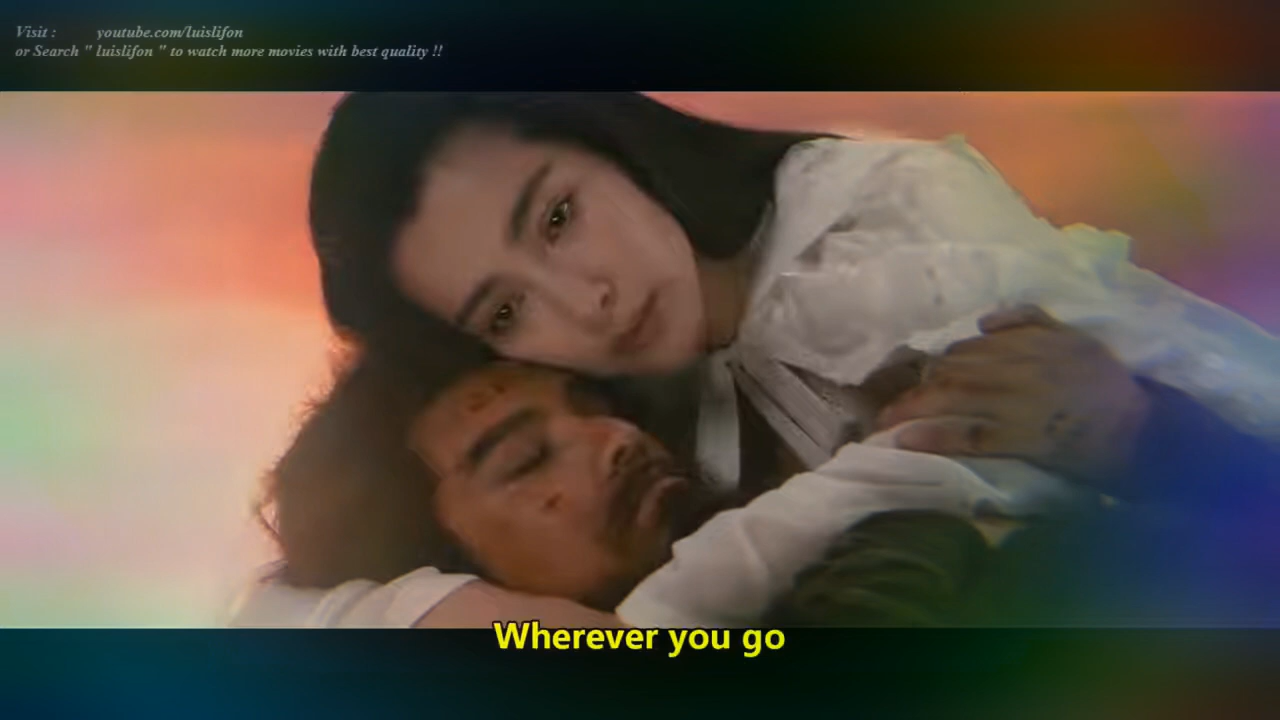 Visit : youtube.com/luislifon
or Search " luislifon " to watch more movies with best quality !!
Wherever you go